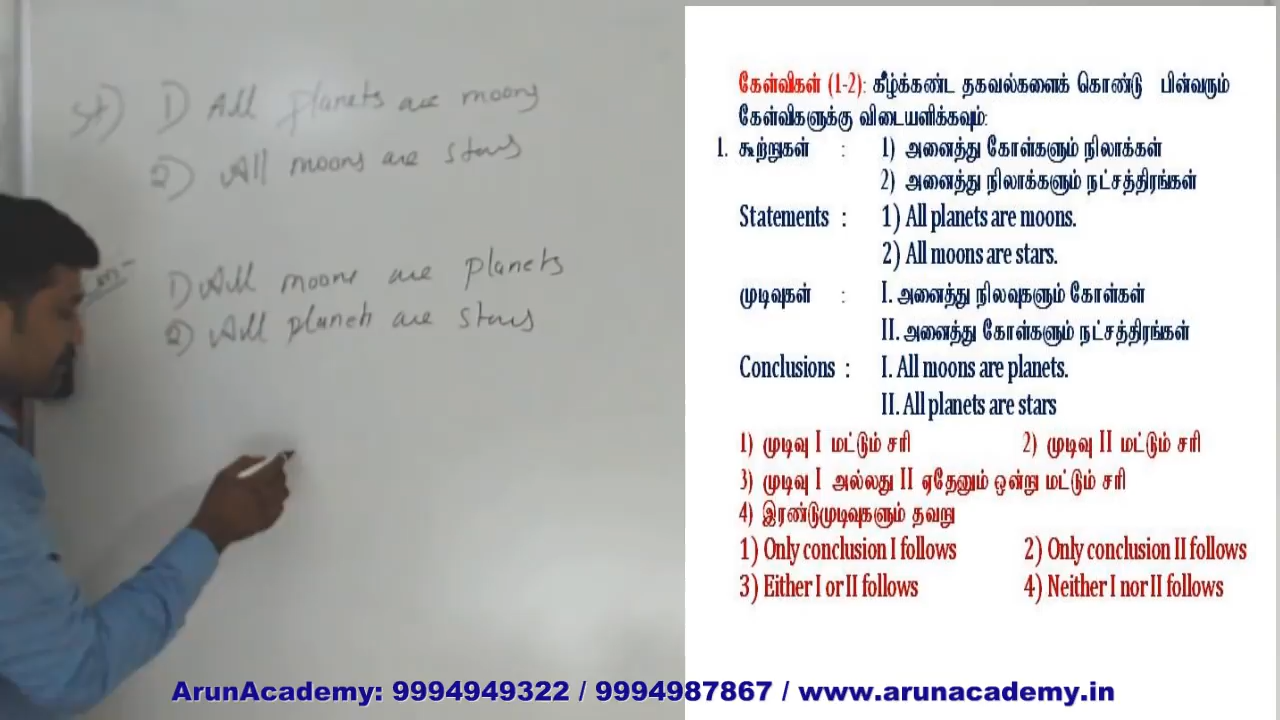 St) 1) All planets are moons
2) All moons are stars
1) All moons are planets
2) All planets are stars
கேள்விகள் (1-2): கீழ்க்கண்ட தகவல்களைக் கொண்டு பின்வரும்
கேள்விகளுக்கு விடையளிக்கவும்:
1. கூற்றுகள் : 1) அனைத்து கோள்களும் நிலாக்கள்
2) அனைத்து நிலாக்களும் நட்சத்திரங்கள்
Statements : 1) All planets are moons.
2) All moons are stars.
முடிவுகள் : I. அனைத்து நிலவுகளும் கோள்கள்
II. அனைத்து கோள்களும் நட்சத்திரங்கள்
Conclusions : I. All moons are planets.
II. All planets are stars
1) முடிவு I மட்டும் சரி 2) முடிவு II மட்டும் சரி
3) முடிவு I அல்லது II ஏதேனும் ஒன்று மட்டும் சரி
4) இரண்டுமுடிவுகளும் தவறு
1) Only conclusion I follows 2) Only conclusion II follows
3) Either I or II follows 4) Neither I nor II follows
ArunAcademy: 9994949322 / 9994987867 / www.arunacademy.in